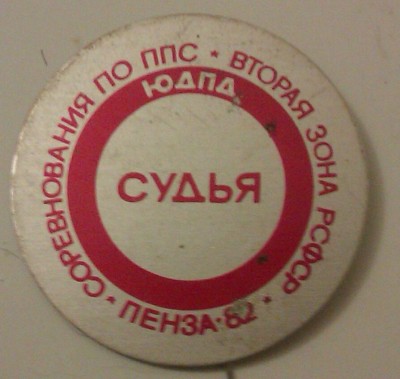 СОРЕВНОВАНИЯ ПО ППС * ВТОРАЯ ЗОНА РСФСР *
ЮДПД
СУДЬЯ
ПЕНЗА·82 *